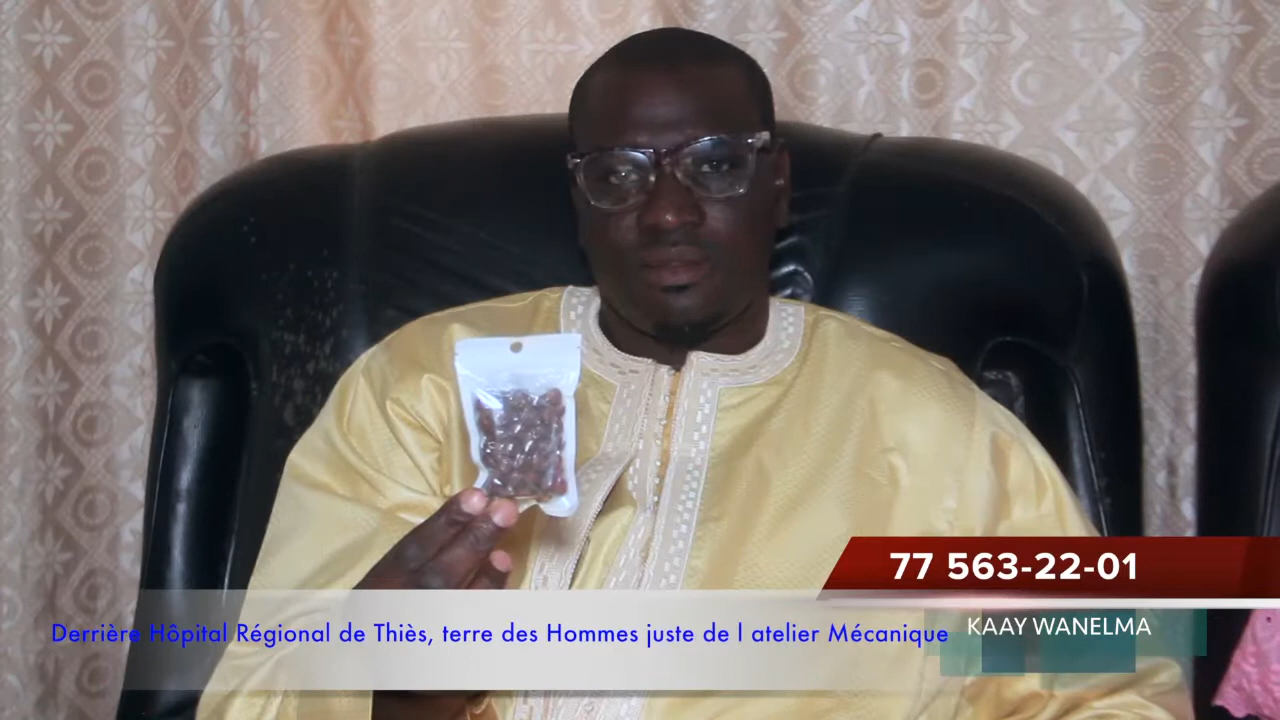 77 563-22-01
Derrière Hôpital Régional de Thiès, terre des Hommes juste de l atelier Mécanique
KAAY WANELMA